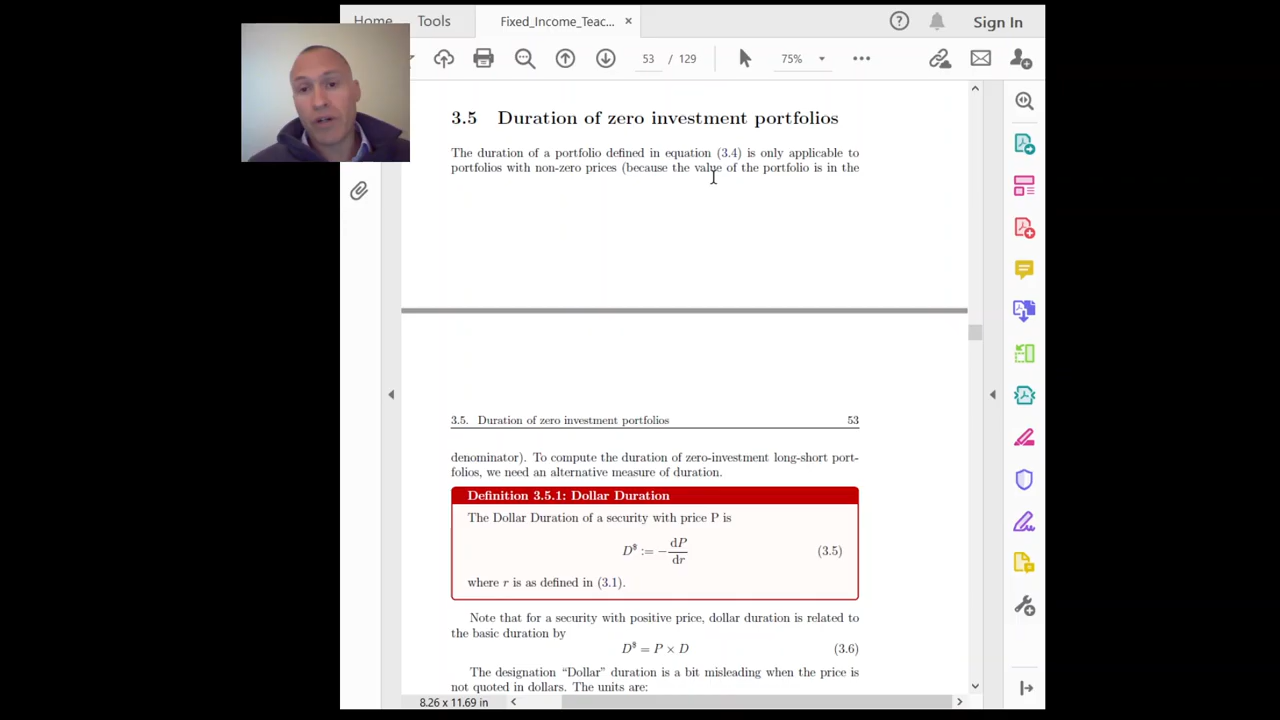 Home Tools Fixed_Income_Teac... × Sign In
53 / 129 75%
3.5 Duration of zero investment portfolios
The duration of a portfolio defined in equation (3.4) is only applicable to
portfolios with non-zero prices (because the value of the portfolio is in the
3.5. Duration of zero investment portfolios 53
denominator). To compute the duration of zero-investment long-short port-
folios, we need an alternative measure of duration.
Definition 3.5.1: Dollar Duration
The Dollar Duration of a security with price P is
D$ := − dP/dr (3.5)
where r is as defined in (3.1).
Note that for a security with positive price, dollar duration is related to
the basic duration by
D$ = P × D (3.6)
The designation “Dollar” duration is a bit misleading when the price is
not quoted in dollars. The units are:
8.26 x 11.69 in